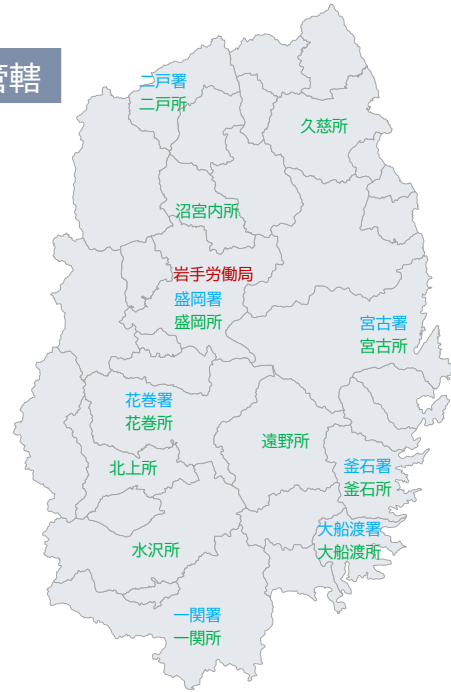 管轄
二戸署
二戸所
久慈所
沼宮内所
岩手労働局
盛岡署
盛岡所
宮古署
宮古所
花巻署
花巻所
遠野所
北上所
釜石署
釜石所
大船渡署
大船渡所
水沢所
一関署
一関所